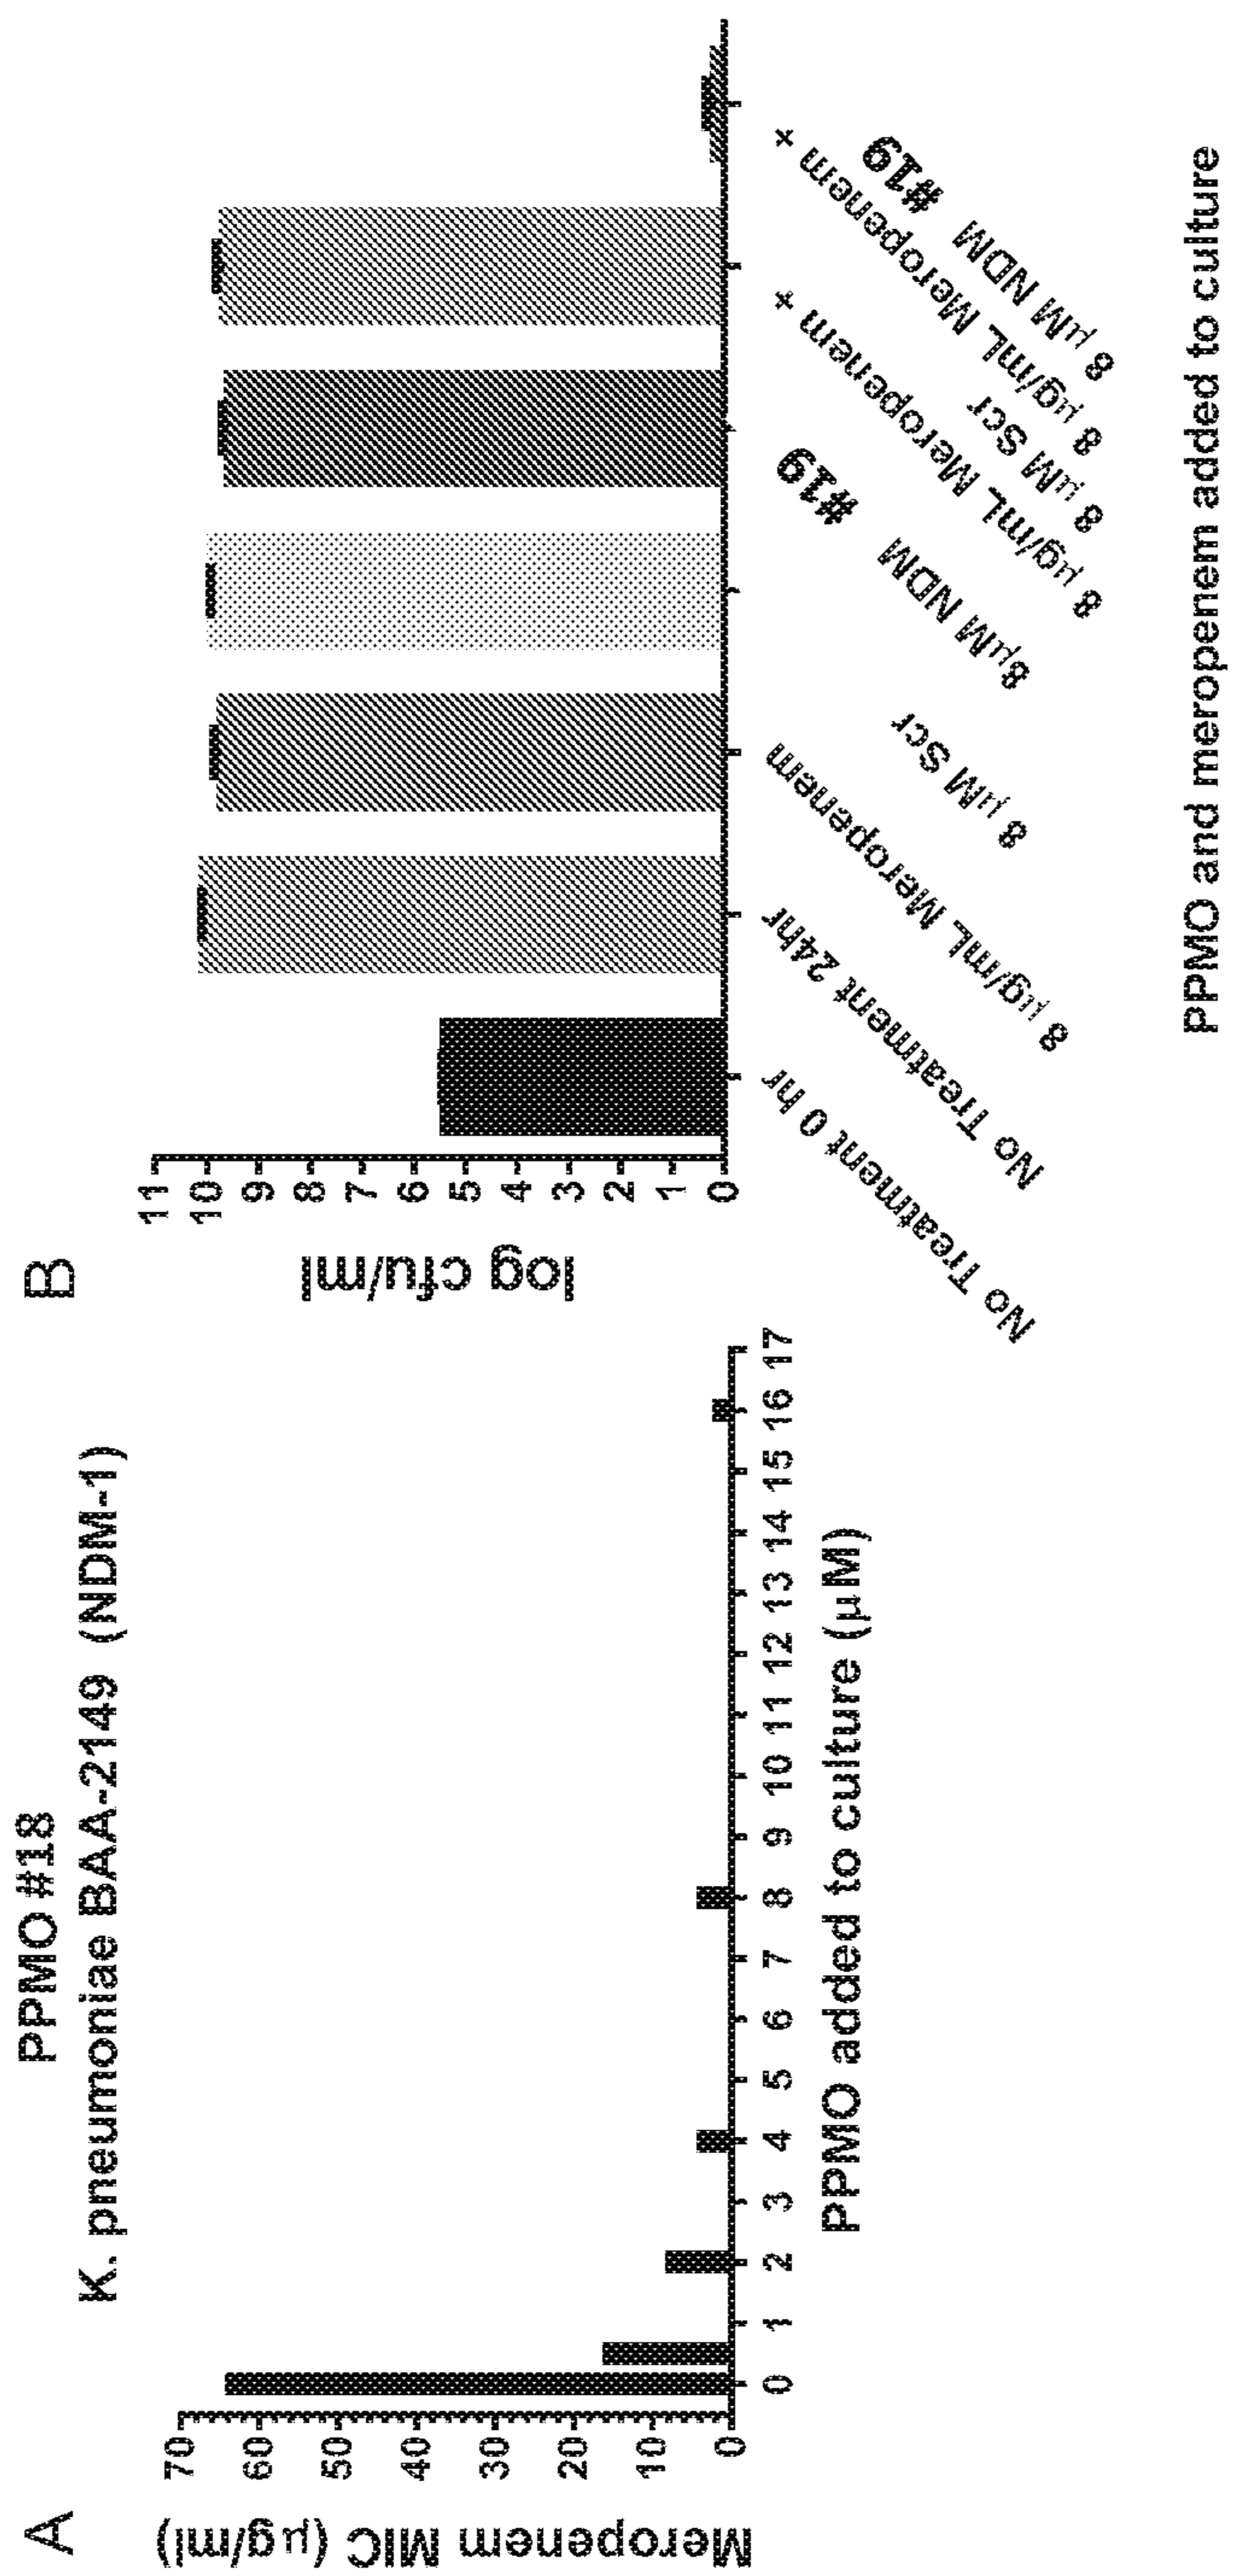 A
PPMO #18
K. pneumoniae BAA-2149 (NDM-1)
Meropenem MIC (µg/ml)
70
60
50
40
30
20
10
0
0 1 2 3 4 5 6 7 8 9 10 11 12 13 14 15 16 17
PPMO added to culture (µM)
B
log cfu/ml
11
10
9
8
7
6
5
4
3
2
1
0
No Treatment 0 hr
No Treatment 24hr
8 µg/mL Meropenem
8 µM Scr
8µM NDM #19
8 µg/mL Meropenem +
8 µM Scr
8 µg/mL Meropenem +
8 µM NDM #19
PPMO and meropenem added to culture